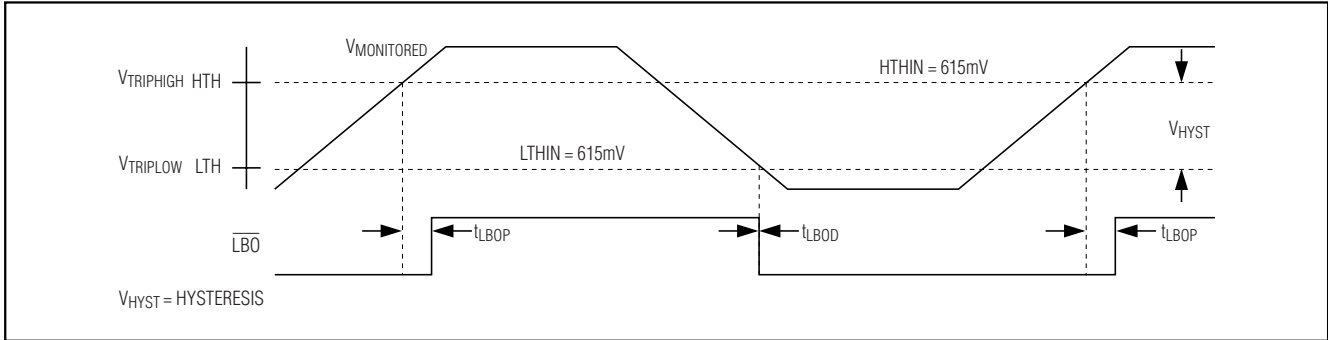 VMONITORED
VTRIPHIGH HTH
HTHIN = 615mV
VHYST
VTRIPLOW LTH
LTHIN = 615mV
LBO
tLBOP
tLBOD
tLBOP
VHYST = HYSTERESIS